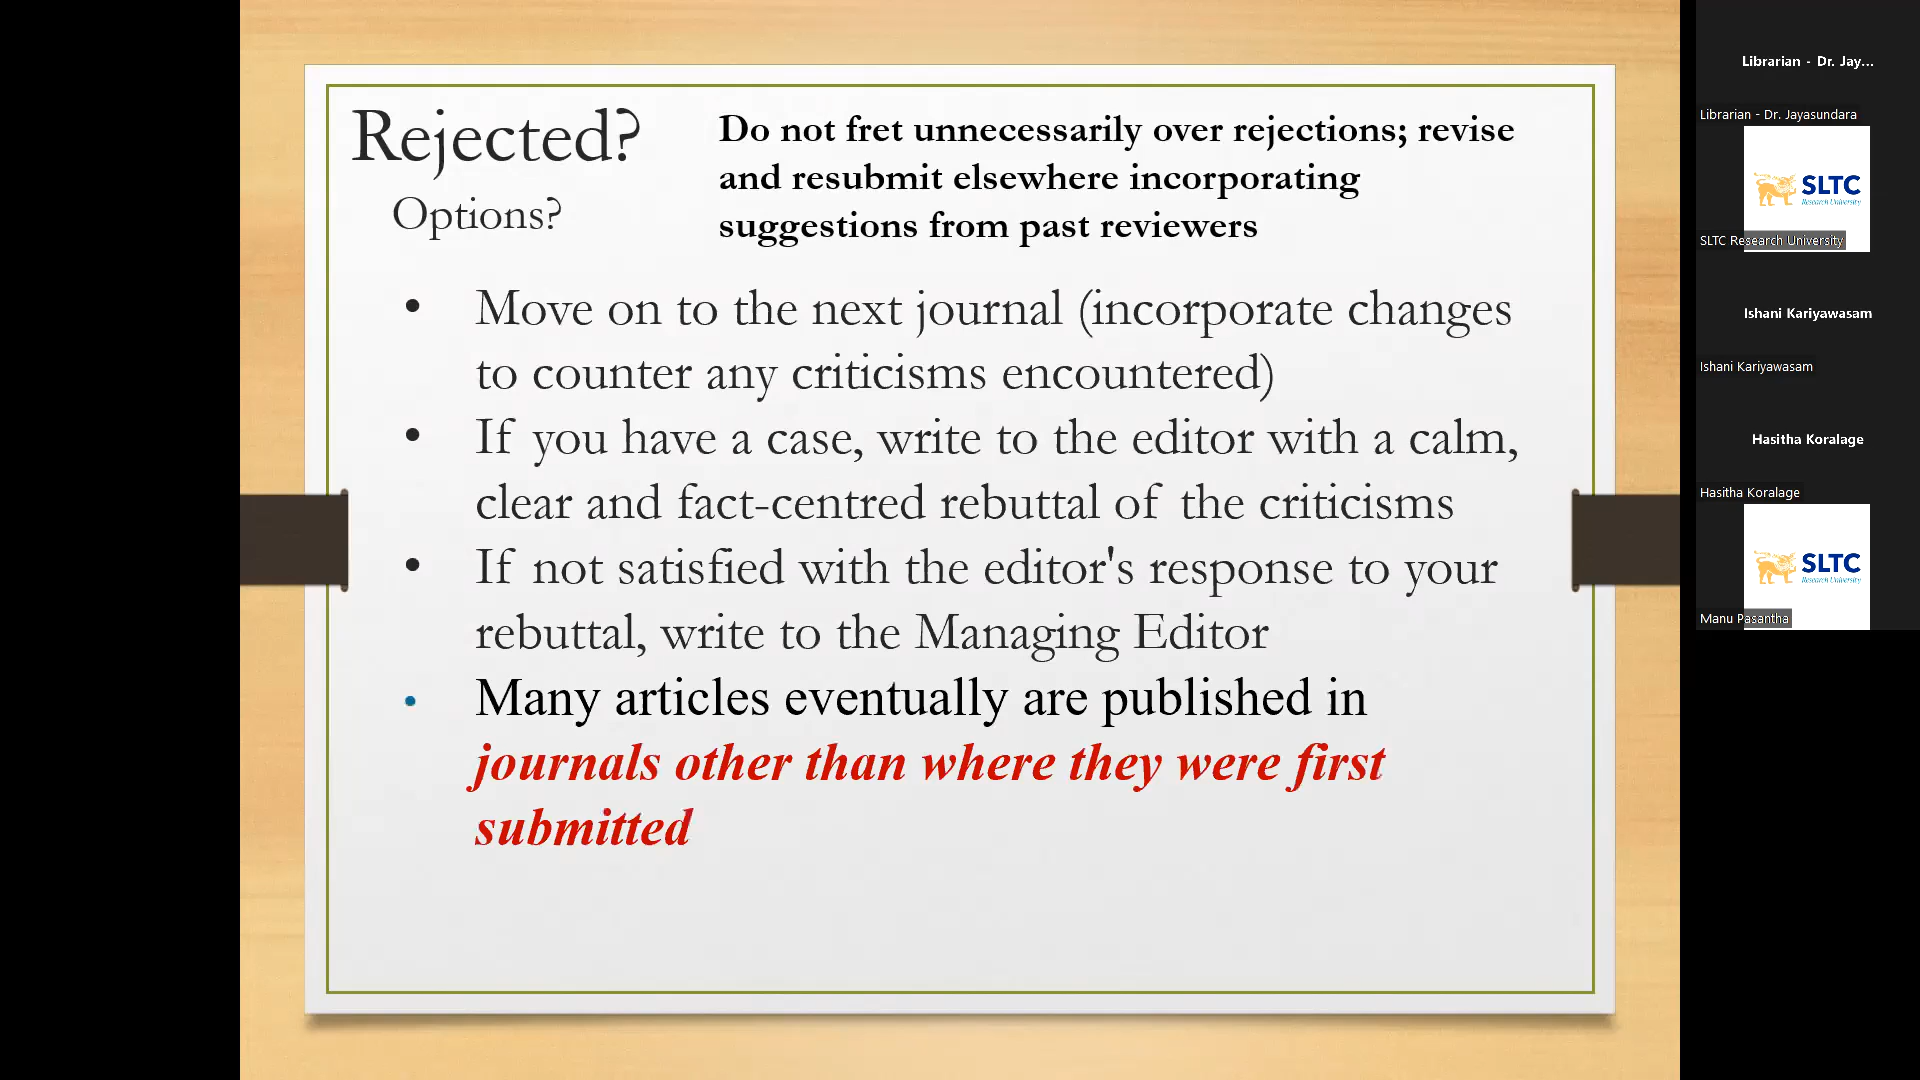 Rejected?
Options?
Do not fret unnecessarily over rejections; revise
and resubmit elsewhere incorporating
suggestions from past reviewers
• Move on to the next journal (incorporate changes
to counter any criticisms encountered)
• If you have a case, write to the editor with a calm,
clear and fact-centred rebuttal of the criticisms
• If not satisfied with the editor's response to your
rebuttal, write to the Managing Editor
• Many articles eventually are published in
journals other than where they were first
submitted
Librarian - Dr. Jay...
Librarian - Dr. Jayasundara
SLTC
Research University
SLTC Research University
Ishani Kariyawasam
Ishani Kariyawasam
Hasitha Koralage
Hasitha Koralage
SLTC
Research University
Manu Pasantha